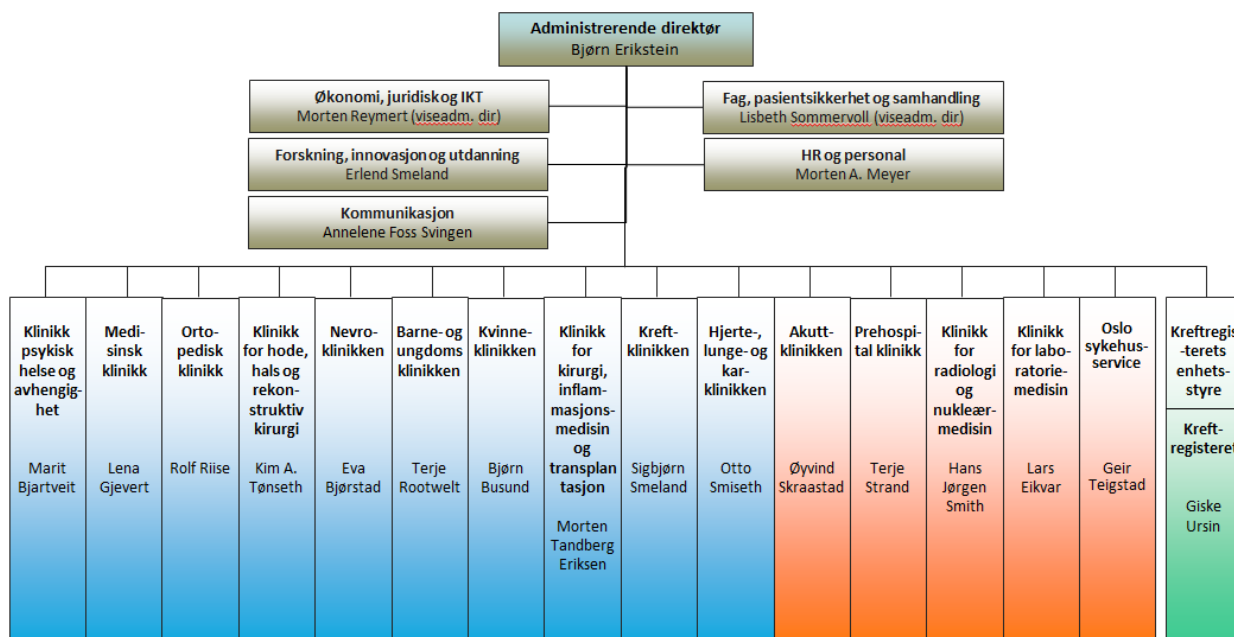 Administrerende direktør
Bjørn Erikstein
Økonomi, juridisk og IKT
Morten Reymert (viseadm. dir)
Fag, pasientsikkerhet og samhandling
Lisbeth Sommervoll (viseadm. dir)
Forskning, innovasjon og utdanning
Erlend Smeland
HR og personal
Morten A. Meyer
Kommunikasjon
Annelene Foss Svingen
Klinikk
psykisk
helse og
avhengig-
het
Marit
Bjartveit
Medi-
sinsk
klinikk
Lena
Gjevert
Orto-
pedisk
klinikk
Rolf Riise
Klinikk
for hode,
hals og
rekon-
struktiv
kirurgi
Kim A.
Tønseth
Nevro-
klinikken
Eva
Bjørstad
Barne- og
ungdoms
klinikken
Terje
Rootwelt
Kvinne-
klinikken
Bjørn
Busund
Klinikk
for
kirurgi,
inflam-
masjons-
medisin
og
transplan
tasjon
Morten
Tandberg
Eriksen
Kreft-
klinikken
Sigbjørn
Smeland
Hjerte-,
lunge- og
kar-
klinikken
Otto
Smiseth
Akutt-
klinikken
Øyvind
Skraastad
Prehospi-
tal klinikk
Terje
Strand
Klinikk
for
radiologi
og
nukleær-
medisin
Hans
Jørgen
Smith
Klinikk
for labo-
ratorie-
medisin
Lars
Eikvar
Oslo
sykehus-
service
Geir
Teigstad
Kreftregis
-terets
enhets-
styre
Kreft-
registeret
Giske
Ursin